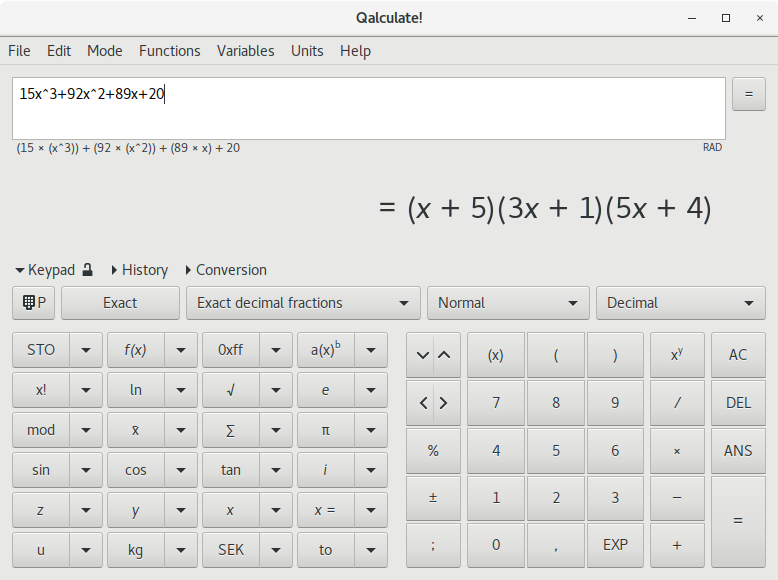 Qalculate!
File Edit Mode Functions Variables Units Help
15x^3+92x^2+89x+20
=
(15 × (x^3)) + (92 × (x^2)) + (89 × x) + 20
RAD
= (x + 5)(3x + 1)(5x + 4)
Keypad History Conversion
P Exact Exact decimal fractions Normal Decimal
STO f(x) 0xff a(x)ᵇ (x) ( ) xʸ AC
x! ln √ e 7 8 9 / DEL
mod x̄ ∑ π % 4 5 6 × ANS
sin cos tan i ± 1 2 3 −
z y x x = =
u kg SEK to ; 0 , EXP +